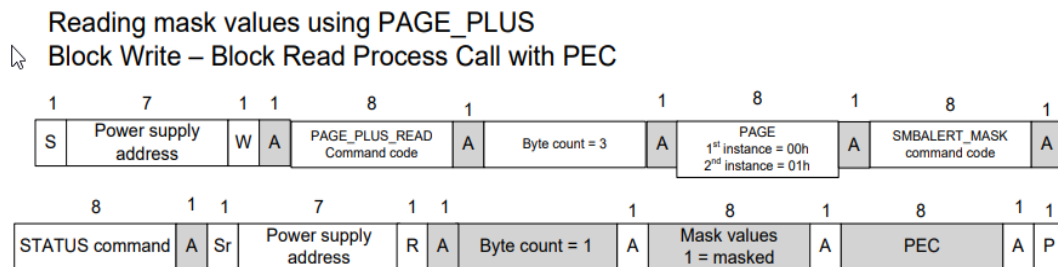 Reading mask values using PAGE_PLUS
Block Write – Block Read Process Call with PEC
1 7 1 1 8 1 1 8 1 8 1
S Power supply address W A PAGE_PLUS_READ Command code A Byte count = 3 A PAGE 1st instance = 00h 2nd instance = 01h A SMBALERT_MASK command code A
8 1 1 7 1 1 1 8 1 8 1 1
STATUS command A Sr Power supply address R A Byte count = 1 A Mask values 1 = masked A PEC A P